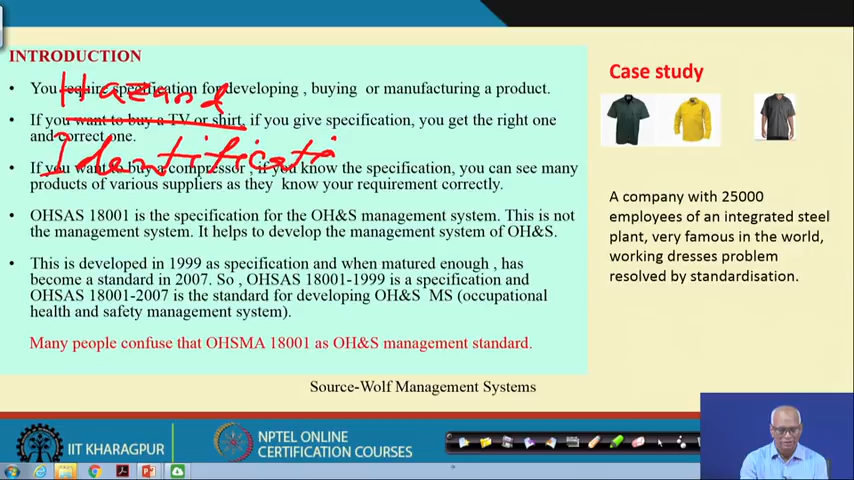 INTRODUCTION
• You require specification for developing , buying or manufacturing a product.
Hazard
• If you want to buy a TV or shirt, if you give specification, you get the right one
and correct one.
Identificati
• If you want to buy a compressor , if you know the specification, you can see many
products of various suppliers as they know your requirement correctly.
• OHSAS 18001 is the specification for the OH&S management system. This is not
the management system. It helps to develop the management system of OH&S.
• This is developed in 1999 as specification and when matured enough , has
become a standard in 2007. So , OHSAS 18001-1999 is a specification and
OHSAS 18001-2007 is the standard for developing OH&S MS (occupational
health and safety management system).
Many people confuse that OHSMA 18001 as OH&S management standard.
Source-Wolf Management Systems
Case study
A company with 25000
employees of an integrated steel
plant, very famous in the world,
working dresses problem
resolved by standardisation.
IIT KHARAGPUR
NPTEL ONLINE
CERTIFICATION COURSES